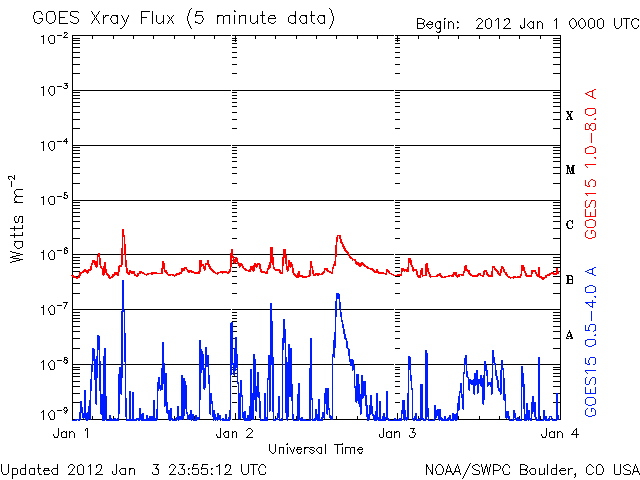 GOES Xray Flux (5 minute data)
Begin: 2012 Jan 1 0000 UTC
10-2
10-3
10-4
10-5
10-6
10-7
10-8
10-9
Watts m-2
X
M
C
B
A
GOES15 1.0-8.0 A
GOES15 0.5-4.0 A
Jan 1
Jan 2
Jan 3
Jan 4
Universal Time
Updated 2012 Jan 3 23:55:12 UTC
NOAA/SWPC Boulder, CO USA